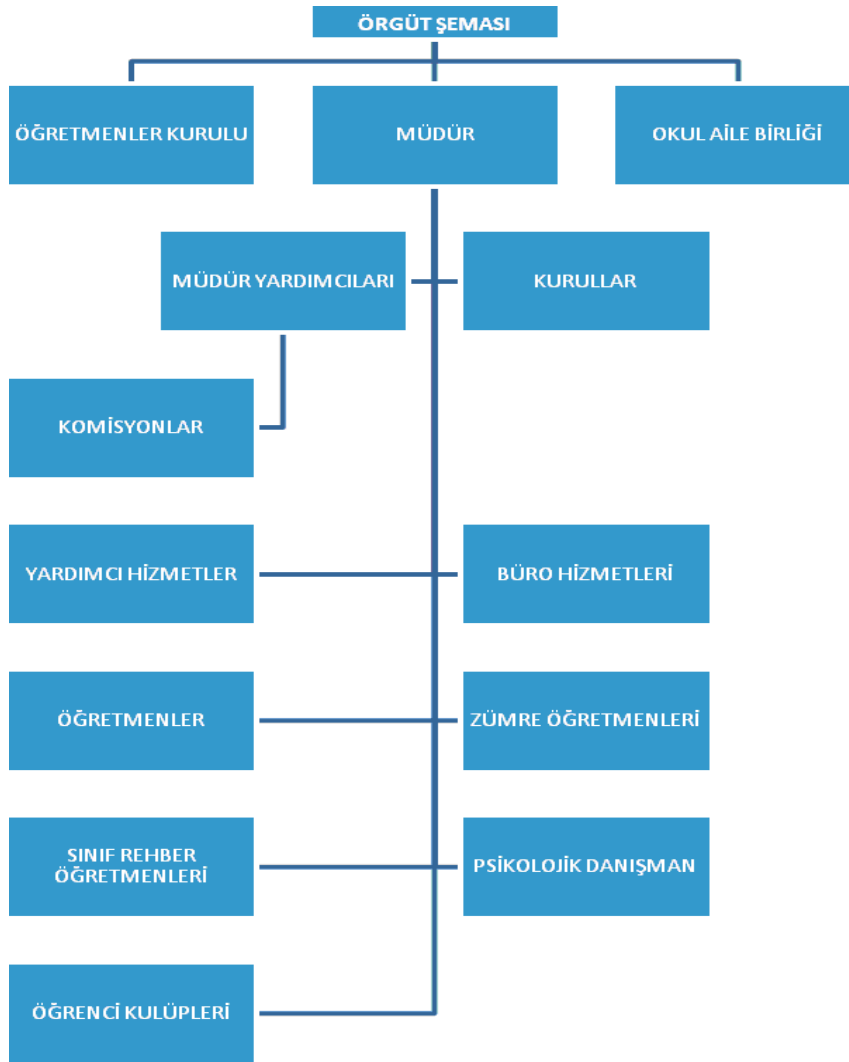 ÖRGÜT ŞEMASI
ÖĞRETMENLER KURULU
MÜDÜR
OKUL AİLE BİRLİĞİ
MÜDÜR YARDIMCILARI
KURULLAR
KOMİSYONLAR
YARDIMCI HİZMETLER
BÜRO HİZMETLERİ
ÖĞRETMENLER
ZÜMRE ÖĞRETMENLERİ
SINIF REHBER
ÖĞRETMENLERİ
PSİKOLOJİK DANIŞMAN
ÖĞRENCİ KULÜPLERİ